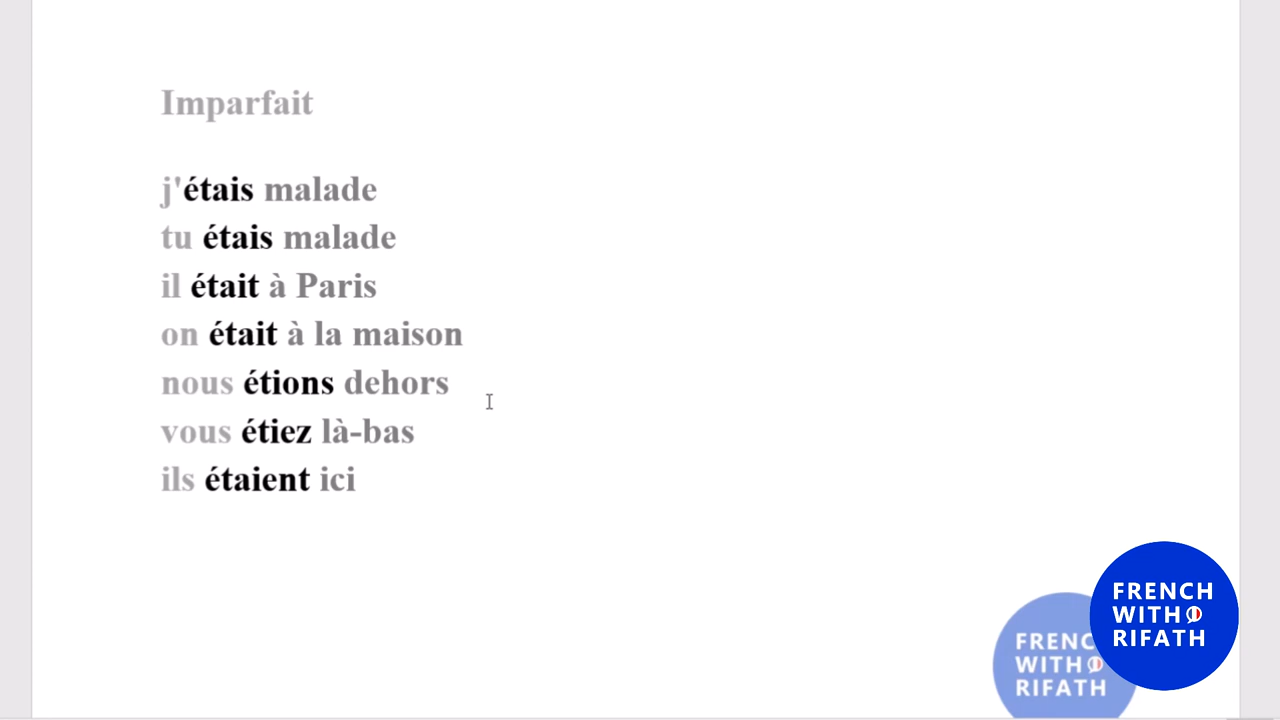 Imparfait
j'étais malade
tu étais malade
il était à Paris
on était à la maison
nous étions dehors
vous étiez là-bas
ils étaient ici
FRENCH
WITH
RIFATH
FRENC
WITH
RIFATH